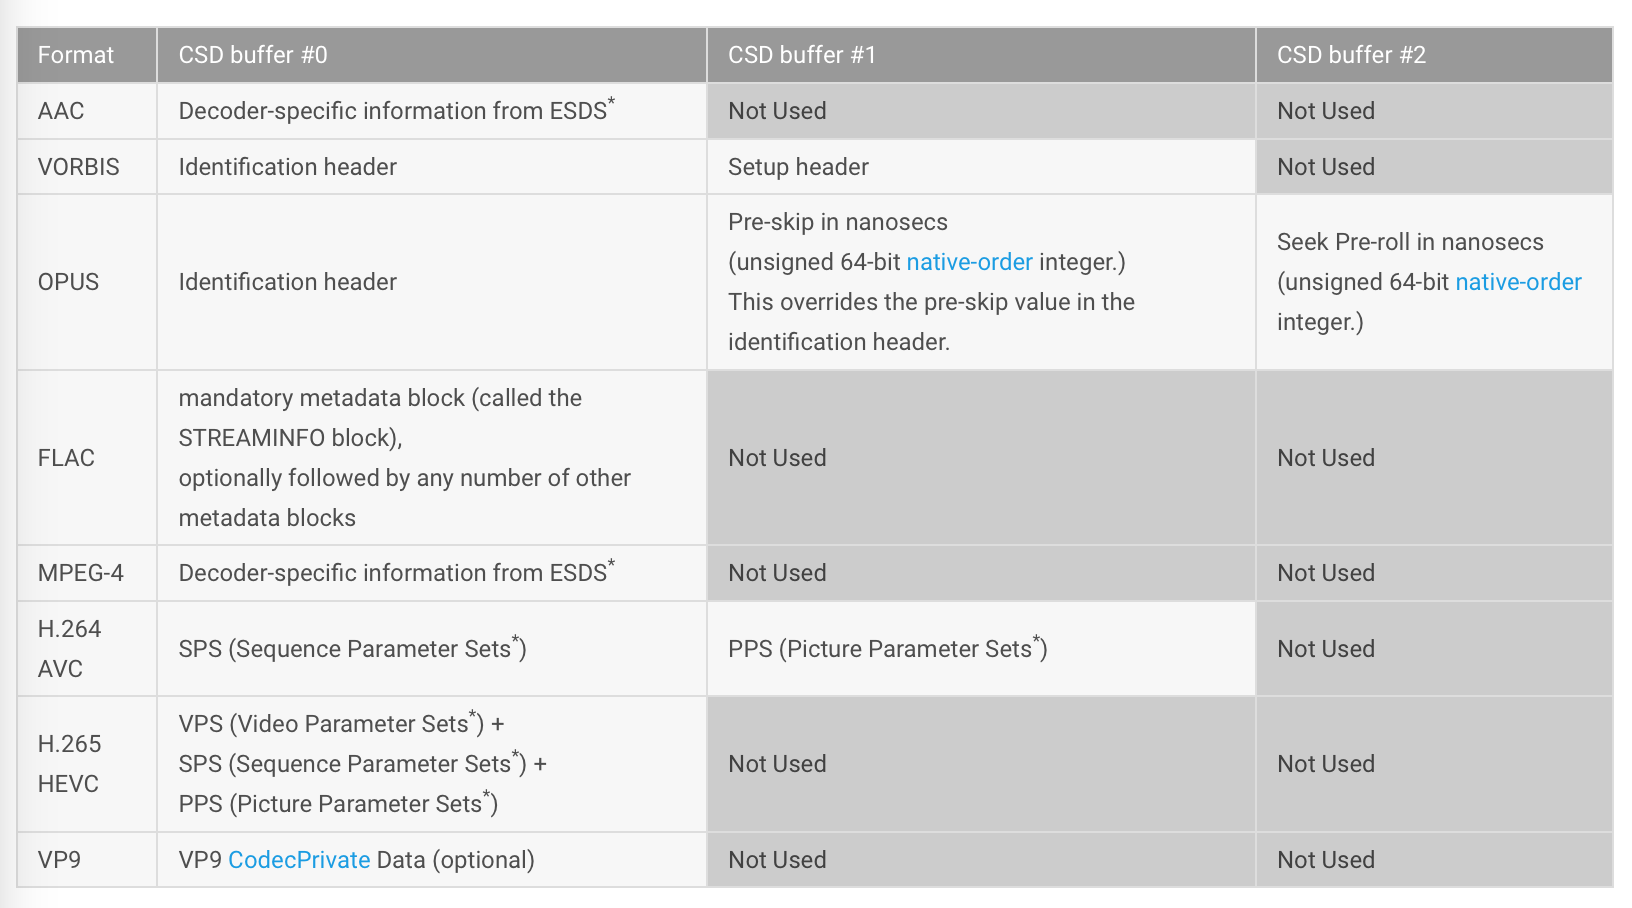 Format CSD buffer #0 CSD buffer #1 CSD buffer #2
AAC Decoder-specific information from ESDS* Not Used Not Used
VORBIS Identification header Setup header Not Used
OPUS
Identification header
Pre-skip in nanosecs
(unsigned 64-bit native-order integer.)
This overrides the pre-skip value in the
identification header.
Seek Pre-roll in nanosecs
(unsigned 64-bit native-order
integer.)
FLAC
mandatory metadata block (called the
STREAMINFO block),
optionally followed by any number of other
metadata blocks
Not Used
Not Used
MPEG-4 Decoder-specific information from ESDS* Not Used Not Used
H.264
AVC
SPS (Sequence Parameter Sets*)
PPS (Picture Parameter Sets*)
Not Used
H.265
HEVC
VPS (Video Parameter Sets*) +
SPS (Sequence Parameter Sets*) +
PPS (Picture Parameter Sets*)
Not Used
Not Used
VP9 VP9 CodecPrivate Data (optional) Not Used Not Used